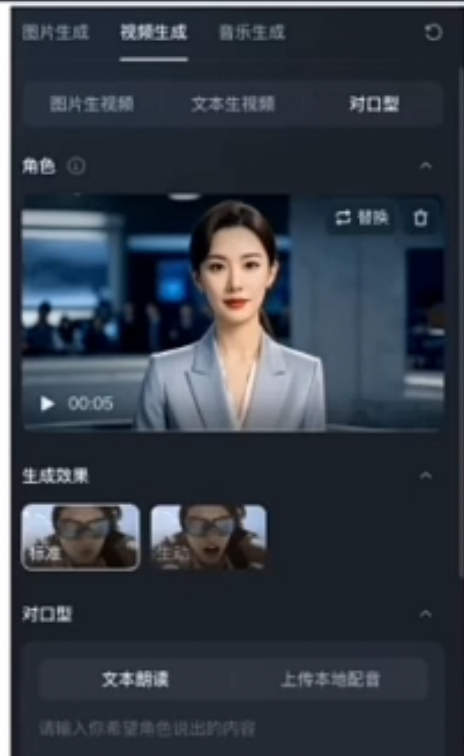 图片生成 视频生成 音乐生成
图片生视频 文本生视频 对口型
角色
替换
00:05
生成效果
标准 生动
对口型
文本朗读 上传本地配音
请输入你希望角色说出的内容